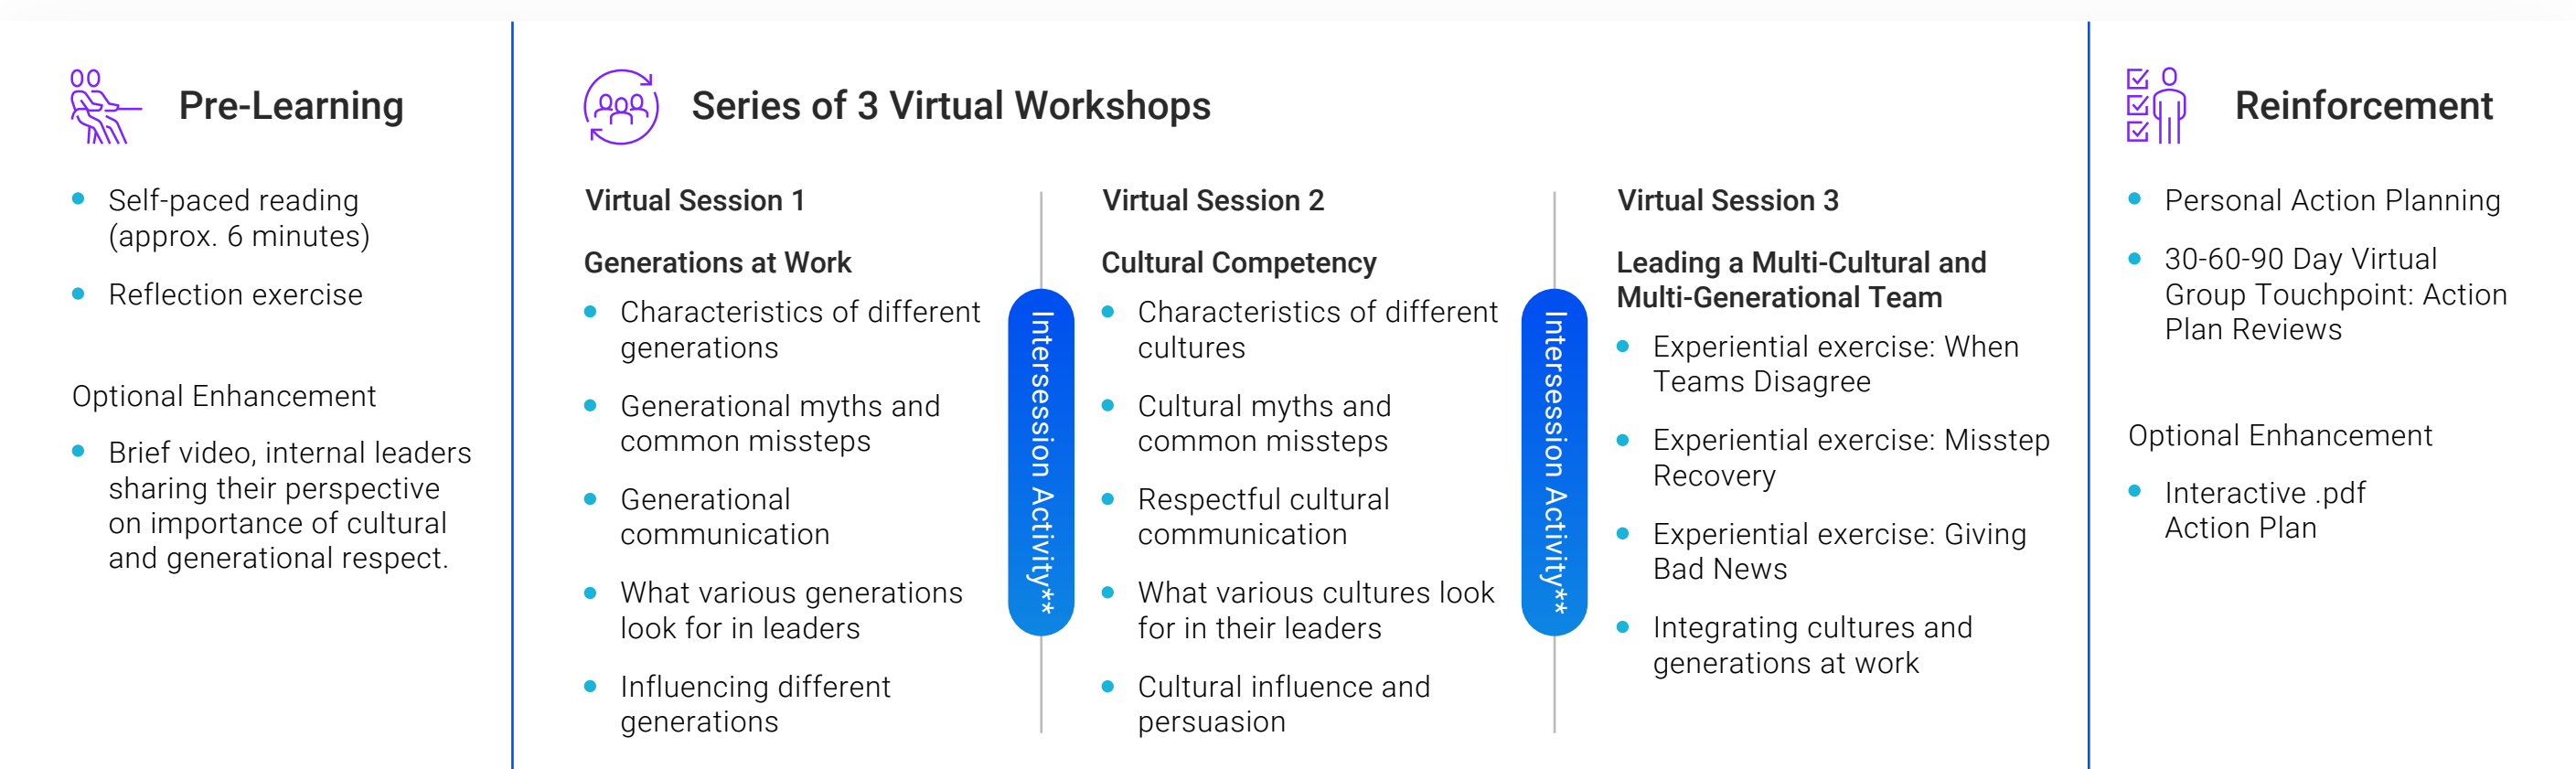 Pre-Learning
Self-paced reading
(approx. 6 minutes)
Reflection exercise
Optional Enhancement
Brief video, internal leaders
sharing their perspective
on importance of cultural
and generational respect.
Series of 3 Virtual Workshops
Virtual Session 1
Generations at Work
Characteristics of different
generations
Generational myths and
common missteps
Generational
communication
What various generations
look for in leaders
Influencing different
generations
Intersession Activity**
Virtual Session 2
Cultural Competency
Characteristics of different
cultures
Cultural myths and
common missteps
Respectful cultural
communication
What various cultures look
for in their leaders
Cultural influence and
persuasion
Intersession Activity**
Virtual Session 3
Leading a Multi-Cultural and
Multi-Generational Team
Experiential exercise: When
Teams Disagree
Experiential exercise: Misstep
Recovery
Experiential exercise: Giving
Bad News
Integrating cultures and
generations at work
Reinforcement
Personal Action Planning
30-60-90 Day Virtual
Group Touchpoint: Action
Plan Reviews
Optional Enhancement
Interactive .pdf
Action Plan